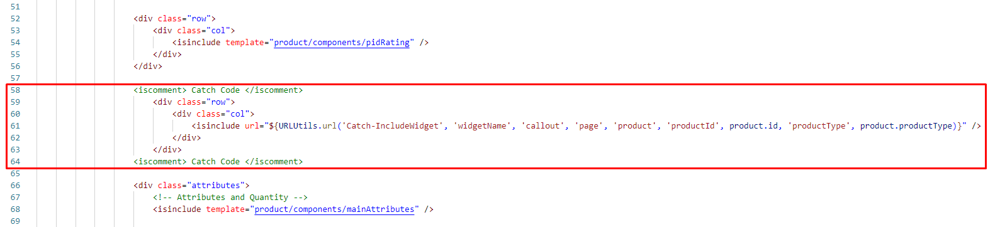 51
52 <div class="row">
53 <div class="col">
54 <isinclude template="product/components/pidRating" />
55 </div>
56 </div>
57
58 <iscomment> Catch Code </iscomment>
59 <div class="row">
60 <div class="col">
61 <isinclude url="${URLUtils.url('Catch-IncludeWidget', 'widgetName', 'callout', 'page', 'product', 'productId', product.id, 'productType', product.productType)}" />
62 </div>
63 </div>
64 <iscomment> Catch Code </iscomment>
65
66 <div class="attributes">
67 <!-- Attributes and Quantity -->
68 <isinclude template="product/components/mainAttributes" />
69